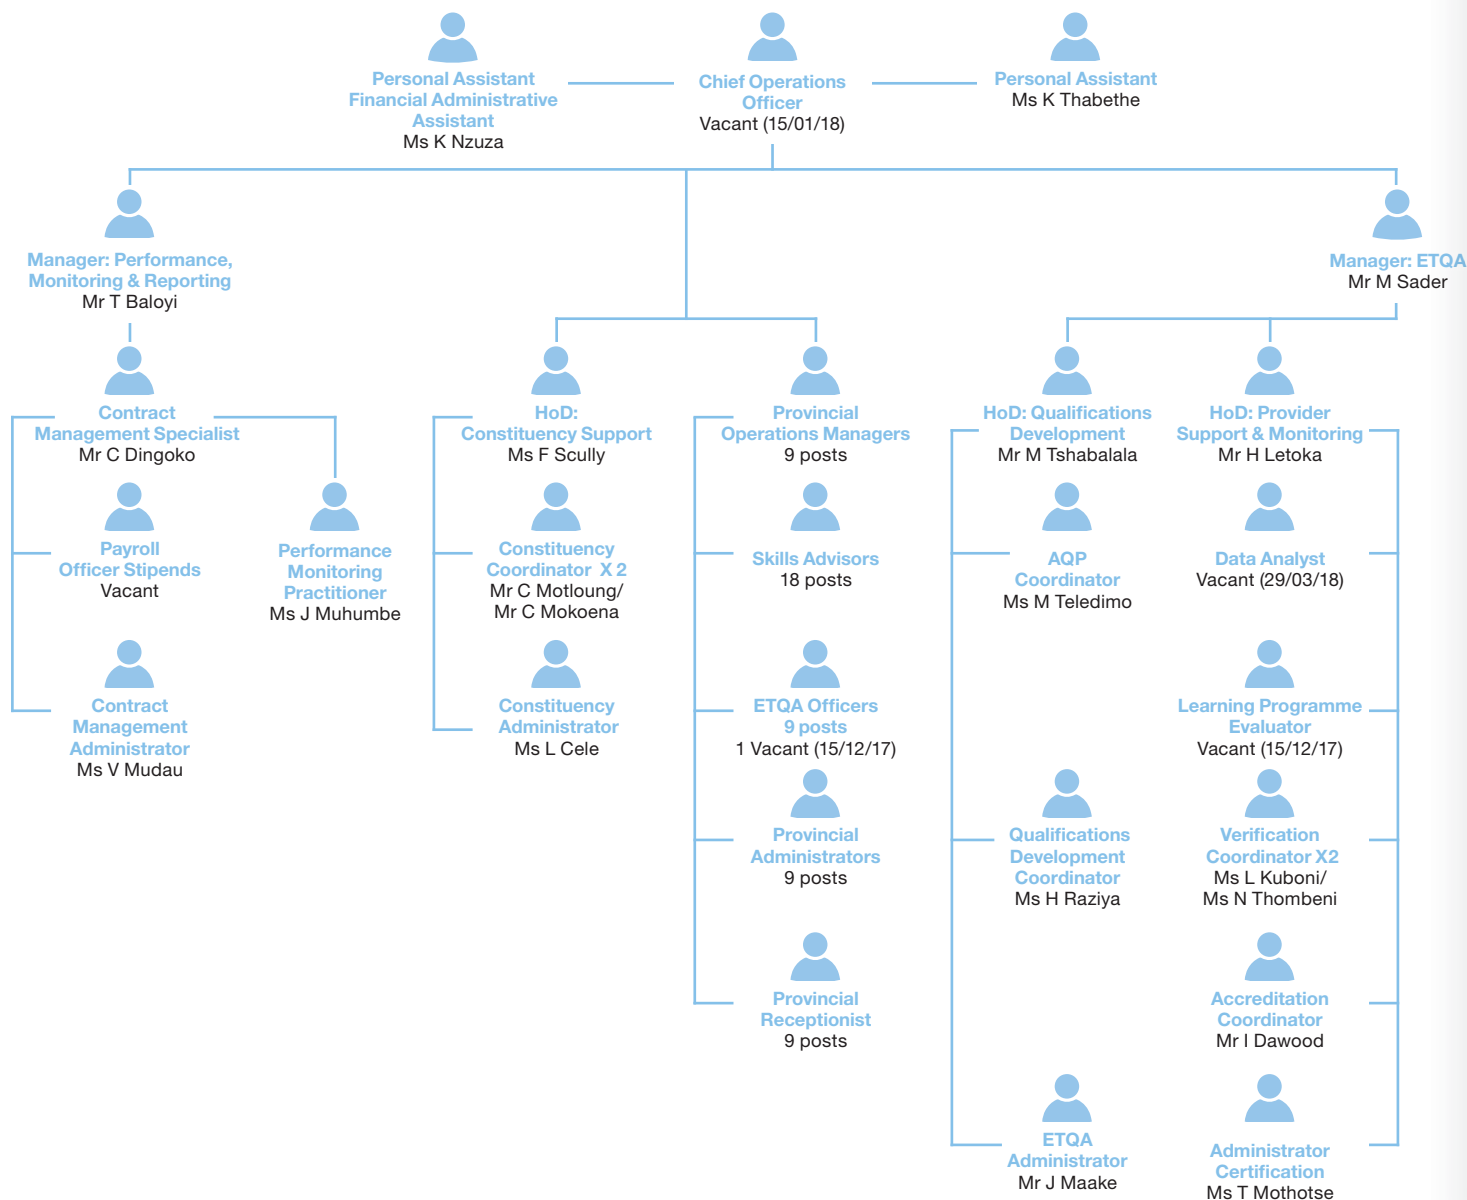 Personal Assistant
Financial Administrative
Assistant
Ms K Nzuza
Chief Operations
Officer
Vacant (15/01/18)
Personal Assistant
Ms K Thabethe
Manager: Performance,
Monitoring & Reporting
Mr T Baloyi
Manager: ETQA
Mr M Sader
Contract
Management Specialist
Mr C Dingoko
HoD:
Constituency Support
Ms F Scully
Provincial
Operations Managers
9 posts
HoD: Qualifications
Development
Mr M Tshabalala
HoD: Provider
Support & Monitoring
Mr H Letoka
Payroll
Officer Stipends
Vacant
Performance
Monitoring
Practitioner
Ms J Muhumbe
Constituency
Coordinator X 2
Mr C Motloung/
Mr C Mokoena
Skills Advisors
18 posts
AQP
Coordinator
Ms M Teledimo
Data Analyst
Vacant (29/03/18)
Contract
Management
Administrator
Ms V Mudau
Constituency
Administrator
Ms L Cele
ETQA Officers
9 posts
1 Vacant (15/12/17)
Learning Programme
Evaluator
Vacant (15/12/17)
Provincial
Administrators
9 posts
Qualifications
Development
Coordinator
Ms H Raziya
Verification
Coordinator X2
Ms L Kuboni/
Ms N Thombeni
Provincial
Receptionist
9 posts
Accreditation
Coordinator
Mr I Dawood
ETQA
Administrator
Mr J Maake
Administrator
Certification
Ms T Mothotse